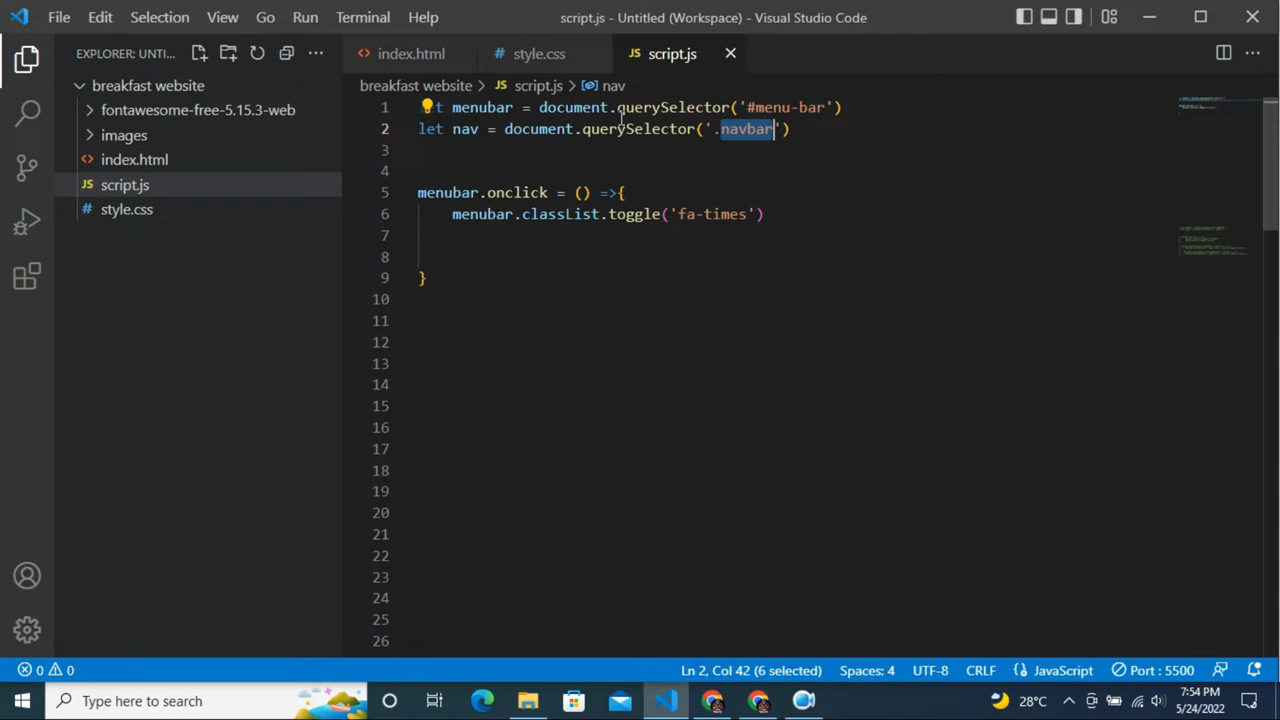 File Edit Selection View Go Run Terminal Help script.js - Untitled (Workspace) - Visual Studio Code
EXPLORER: UNTI...
index.html
style.css
JS script.js
breakfast website
breakfast website > JS script.js > nav
fontawesome-free-5.15.3-web
images
index.html
JS script.js
style.css
1 t menubar = document.querySelector('#menu-bar')
2 let nav = document.querySelector('.navbar')
3
4
5 menubar.onclick = () =>{
6 menubar.classList.toggle('fa-times')
7
8
9 }
10
11
12
13
14
15
16
17
18
19
20
21
22
23
24
25
26
0 0 Ln 2, Col 42 (6 selected) Spaces: 4 UTF-8 CRLF JavaScript Port : 5500
Type here to search
28°C
7:54 PM
5/24/2022